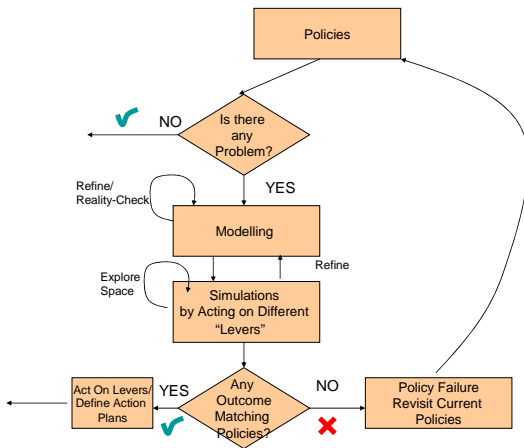 Policies
Is there
any
Problem?
NO
YES
Refine/
Reality-Check
Modelling
Refine
Explore
Space
Simulations
by Acting on Different
“Levers”
Any
Outcome
Matching
Policies?
YES
NO
Act On Levers/
Define Action
Plans
Policy Failure
Revisit Current
Policies